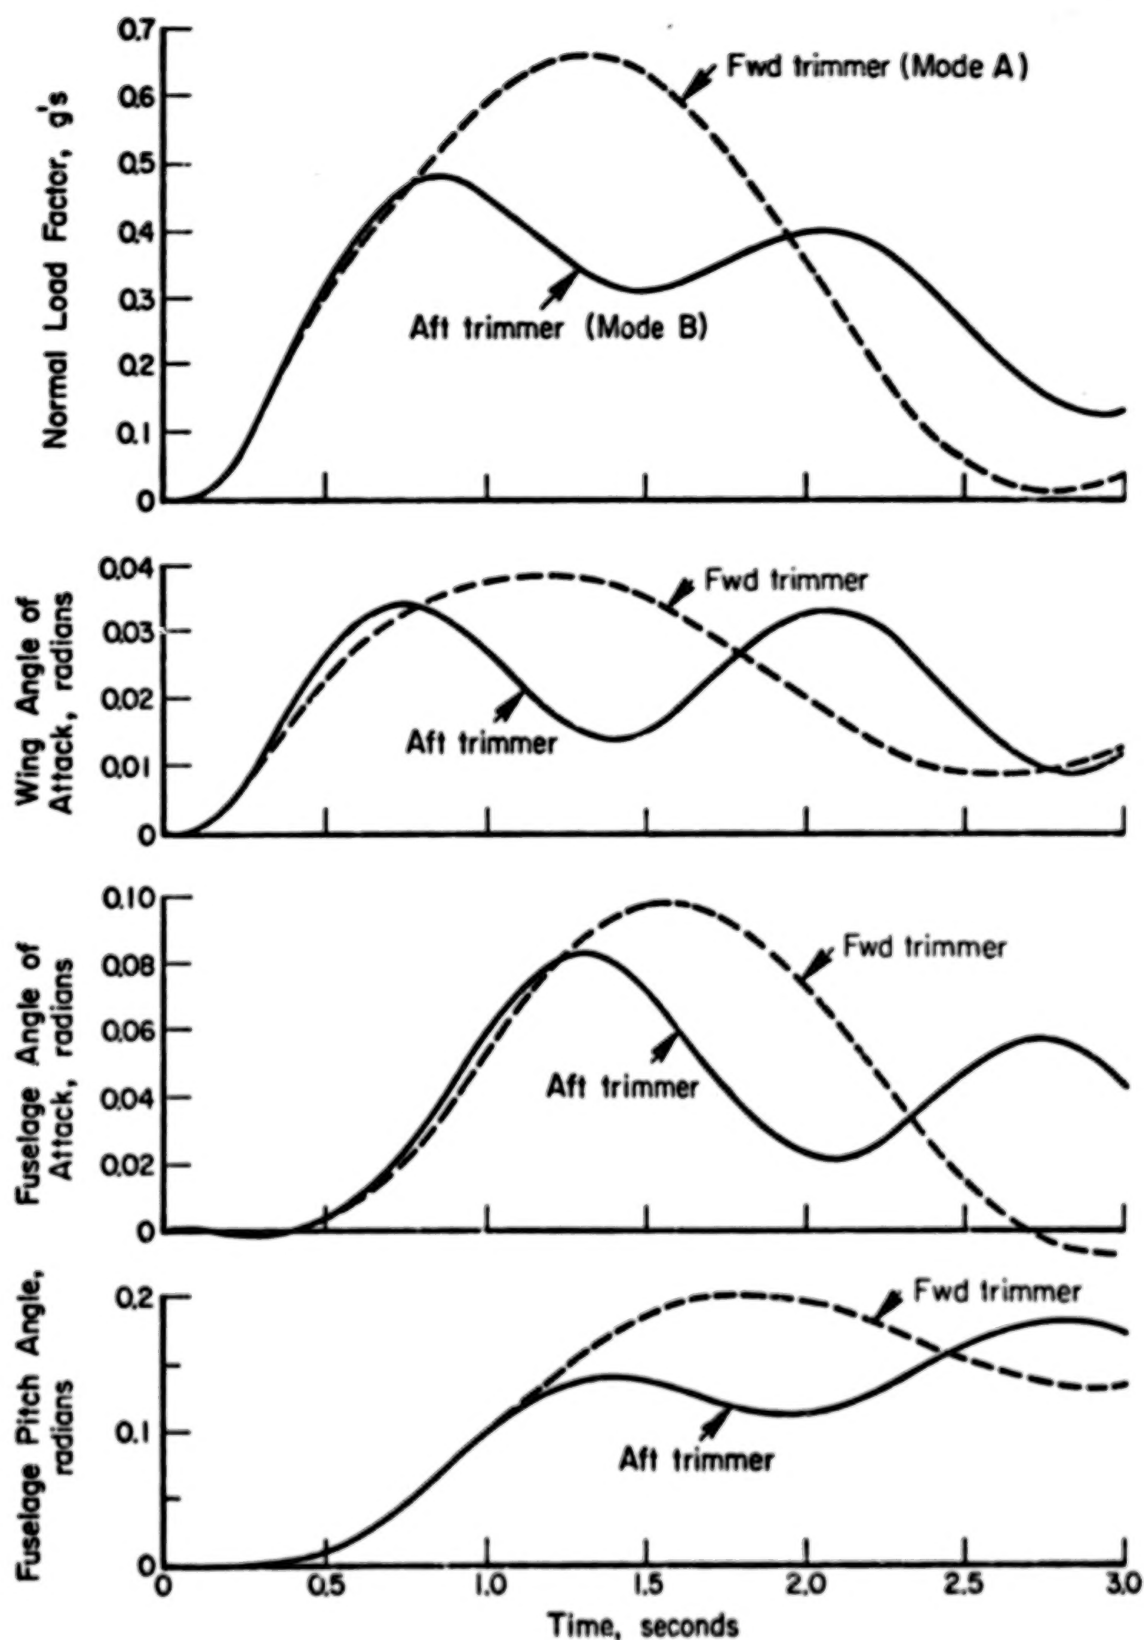 Normal Load Factor, g's
0.7
0.6
0.5
0.4
0.3
0.2
0.1
0
Fwd trimmer (Mode A)
Aft trimmer (Mode B)
Wing Angle of
Attack, radians
0.04
0.03
0.02
0.01
0
Fwd trimmer
Aft trimmer
Fuselage Angle of
Attack, radians
0.10
0.08
0.06
0.04
0.02
0
Fwd trimmer
Aft trimmer
Fuselage Pitch Angle,
radians
0.2
0.1
0
Fwd trimmer
Aft trimmer
0 0.5 1.0 1.5 2.0 2.5 3.0
Time, seconds